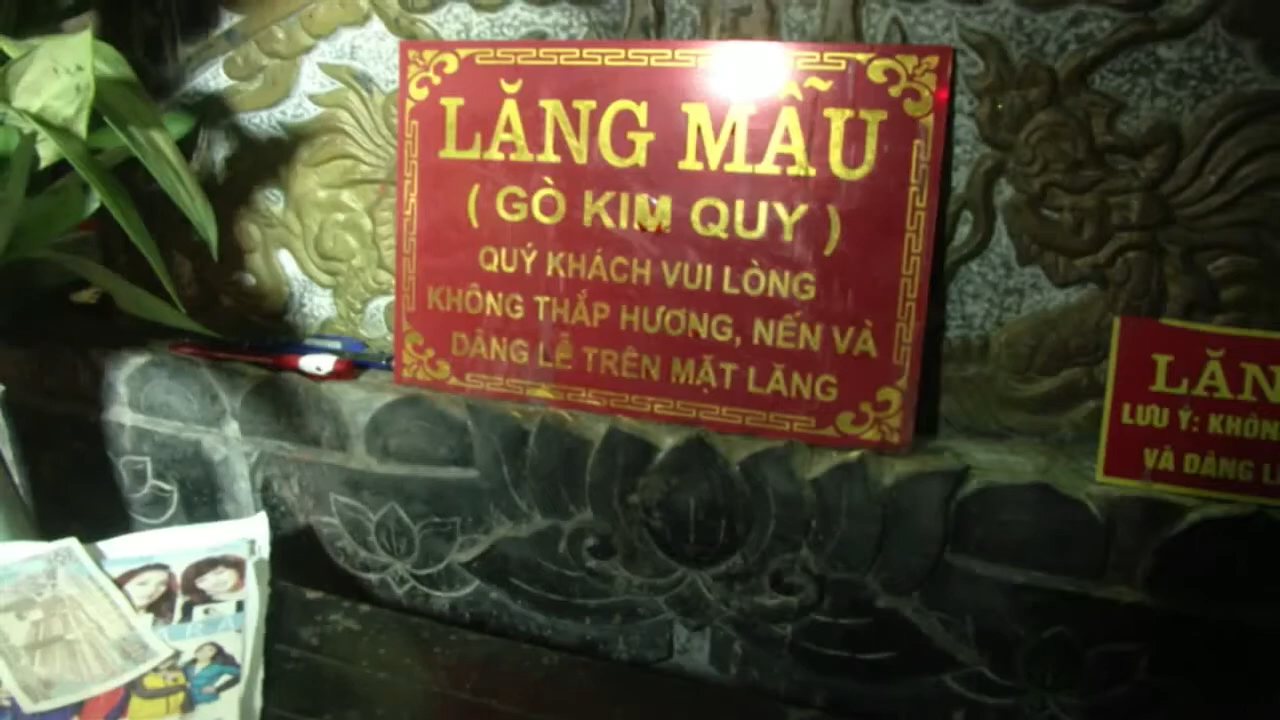 LĂNG MẪU
( GÒ KIM QUY )
QUÝ KHÁCH VUI LÒNG
KHÔNG THẮP HƯƠNG, NẾN VÀ
DÂNG LỄ TRÊN MẶT LĂNG
LĂN
LƯU Ý: KHÔN
VÀ DÂNG L